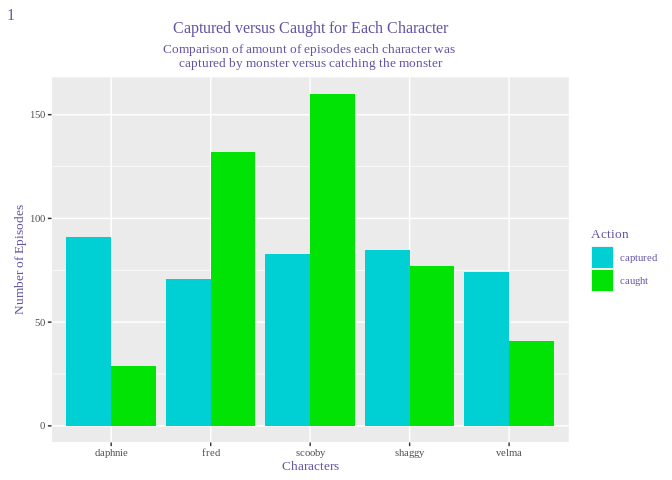 1
Captured versus Caught for Each Character
Comparison of amount of episodes each character was
captured by monster versus catching the monster
Number of Episodes
150
100
50
0
daphnie
fred
scooby
shaggy
velma
Characters
Action
captured
caught